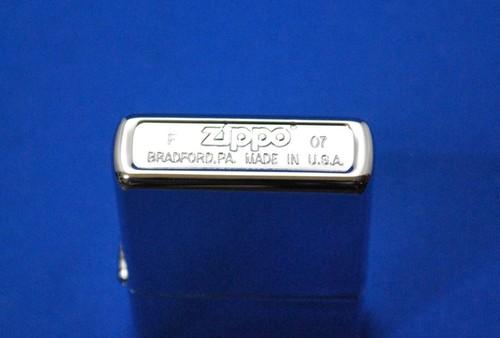 F zippo® 07
BRADFORD,PA. MADE IN U.S.A.